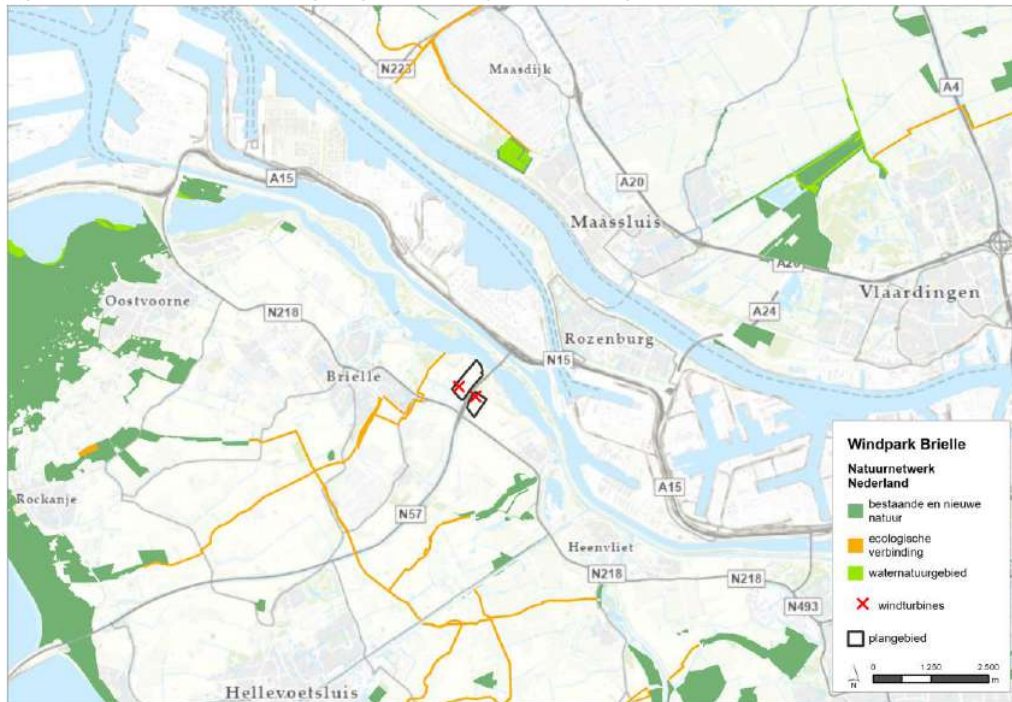 N223
Maasdijk
A4
A15
A20
Maassluis
Oostvoorne
N218
A24
Vlaardingen
Rozenburg
N15
Brielle
Rockanje
N57
A15
Heenvliet
N218
N218
N493
Hellevoetsluis
Windpark Brielle
Natuurnetwerk
Nederland
bestaande en nieuwe
natuur
ecologische
verbinding
waternatuurgebied
windturbines
plangebied
0 1.250 2.500
m
N